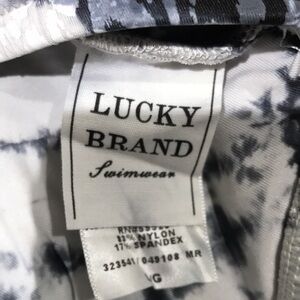 LUCKY
BRAND
Swimwear
NYLON
17% SPANDEX
049108 MR